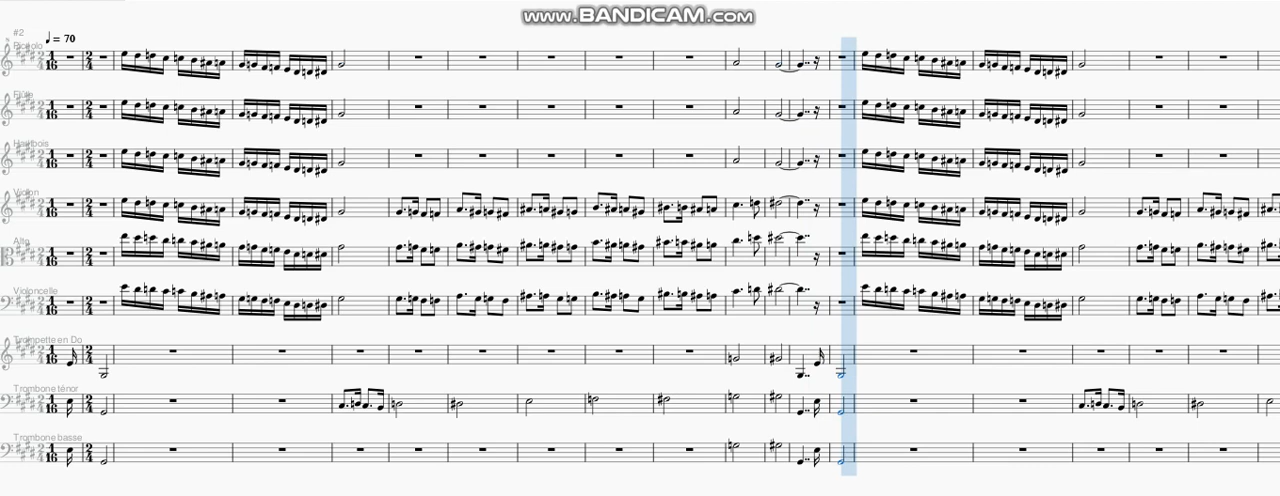 www.BANDICAM.com
#2
♩ = 70
Piccolo
Flûte
Hautbois
Violon
Alto
Violoncelle
Trompette en Do
Trombone ténor
Trombone basse